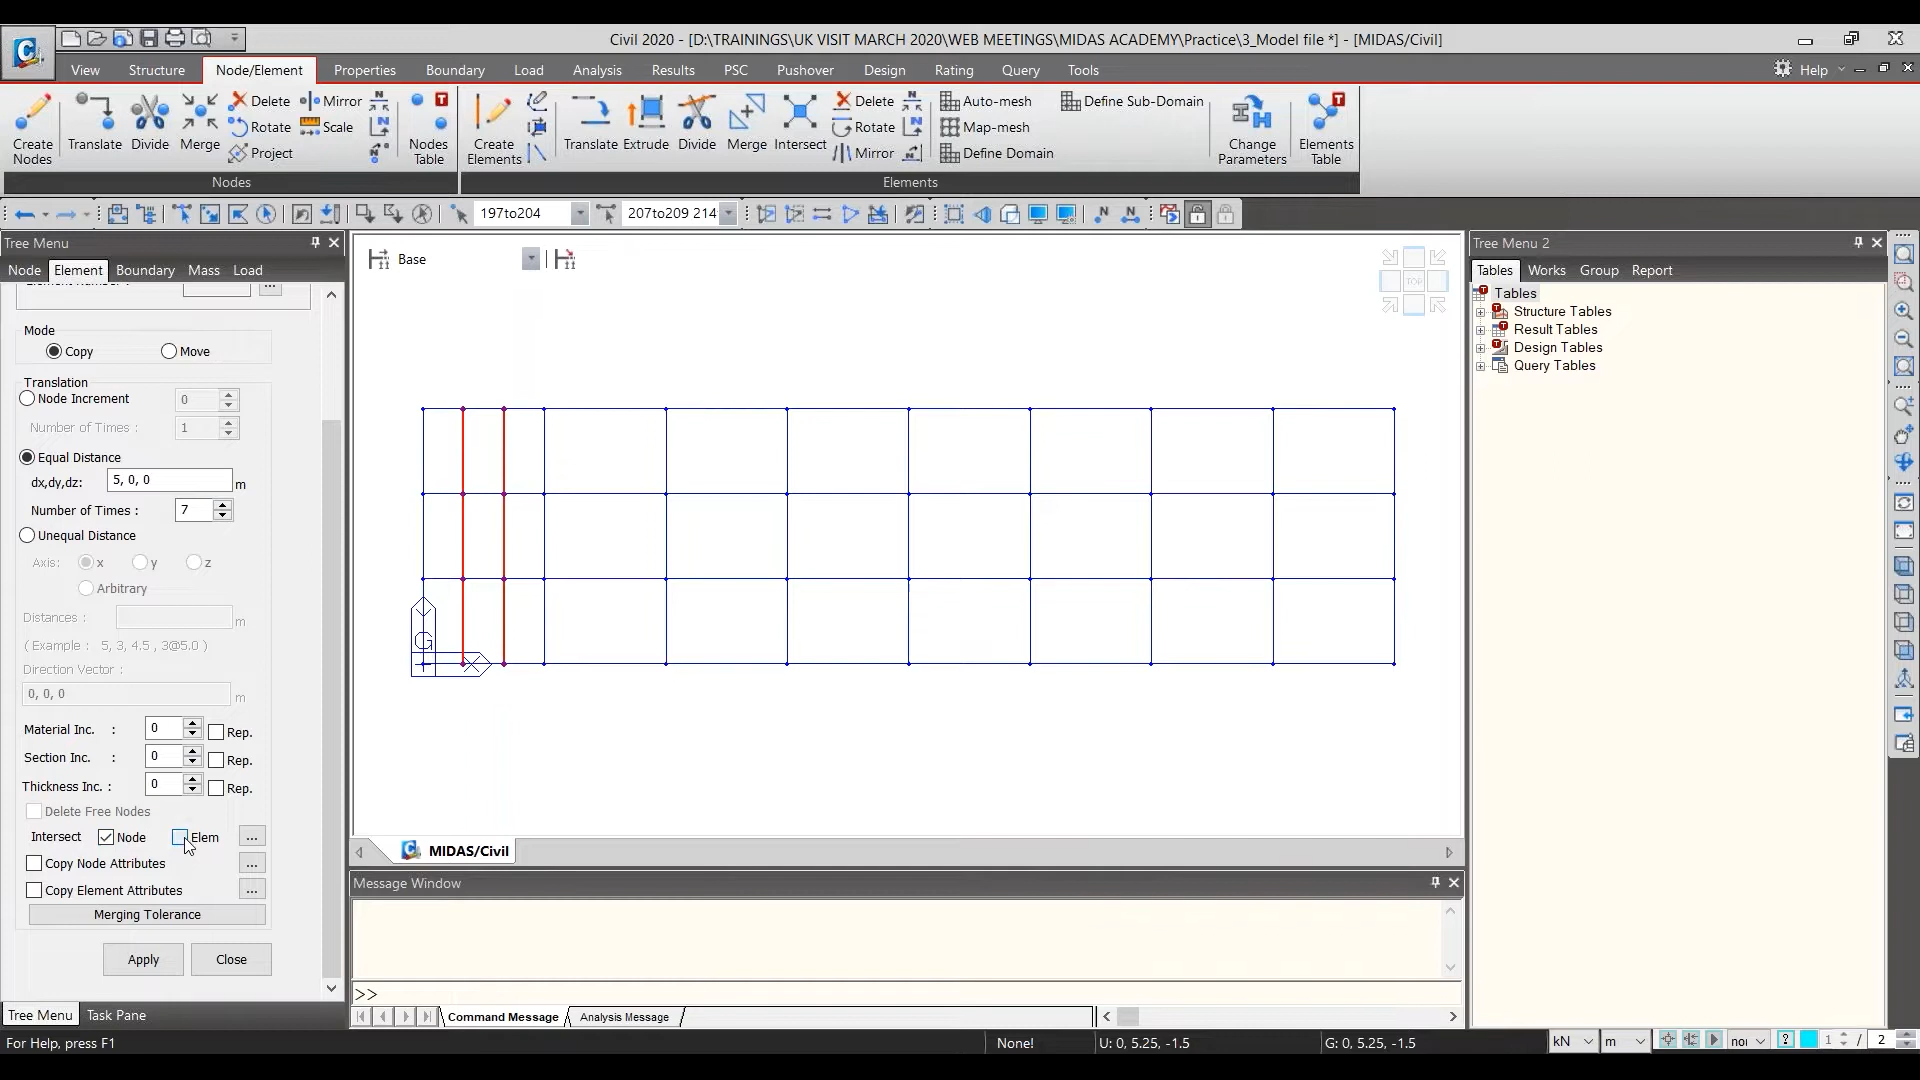 Civil 2020 - [D:\TRAININGS\UK VISIT MARCH 2020\WEB MEETINGS\MIDAS ACADEMY\Practice\3_Model file *] - [MIDAS/Civil]
View Structure Node/Element Properties Boundary Load Analysis Results PSC Pushover Design Rating Query Tools Help
Create Nodes Translate Divide Merge Delete Rotate Project Mirror Scale Nodes Table
Create Elements Translate Extrude Divide Merge Intersect Delete Rotate Mirror Auto-mesh Map-mesh Define Domain Define Sub-Domain Change Parameters Elements Table
Nodes Elements
197to204 207to209 214
Tree Menu
Node Element Boundary Mass Load
Mode
Copy Move
Translation
Node Increment 0
Number of Times : 1
Equal Distance
dx,dy,dz: 5, 0, 0 m
Number of Times : 7
Unequal Distance
Axis: x y z
Arbitrary
Distances : m
( Example : 5, 3, 4.5 , 3@5.0 )
Direction Vector :
0, 0, 0 m
Material Inc. : 0 Rep.
Section Inc. : 0 Rep.
Thickness Inc. : 0 Rep.
Delete Free Nodes
Intersect Node Elem ...
Copy Node Attributes ...
Copy Element Attributes ...
Merging Tolerance
Apply Close
Tree Menu Task Pane
Base
TOP
G
X
MIDAS/Civil
Message Window
>>
Command Message Analysis Message
Tree Menu 2
Tables Works Group Report
Tables
Structure Tables
Result Tables
Design Tables
Query Tables
For Help, press F1 None! U: 0, 5.25, -1.5 G: 0, 5.25, -1.5 kN m 1 / 2